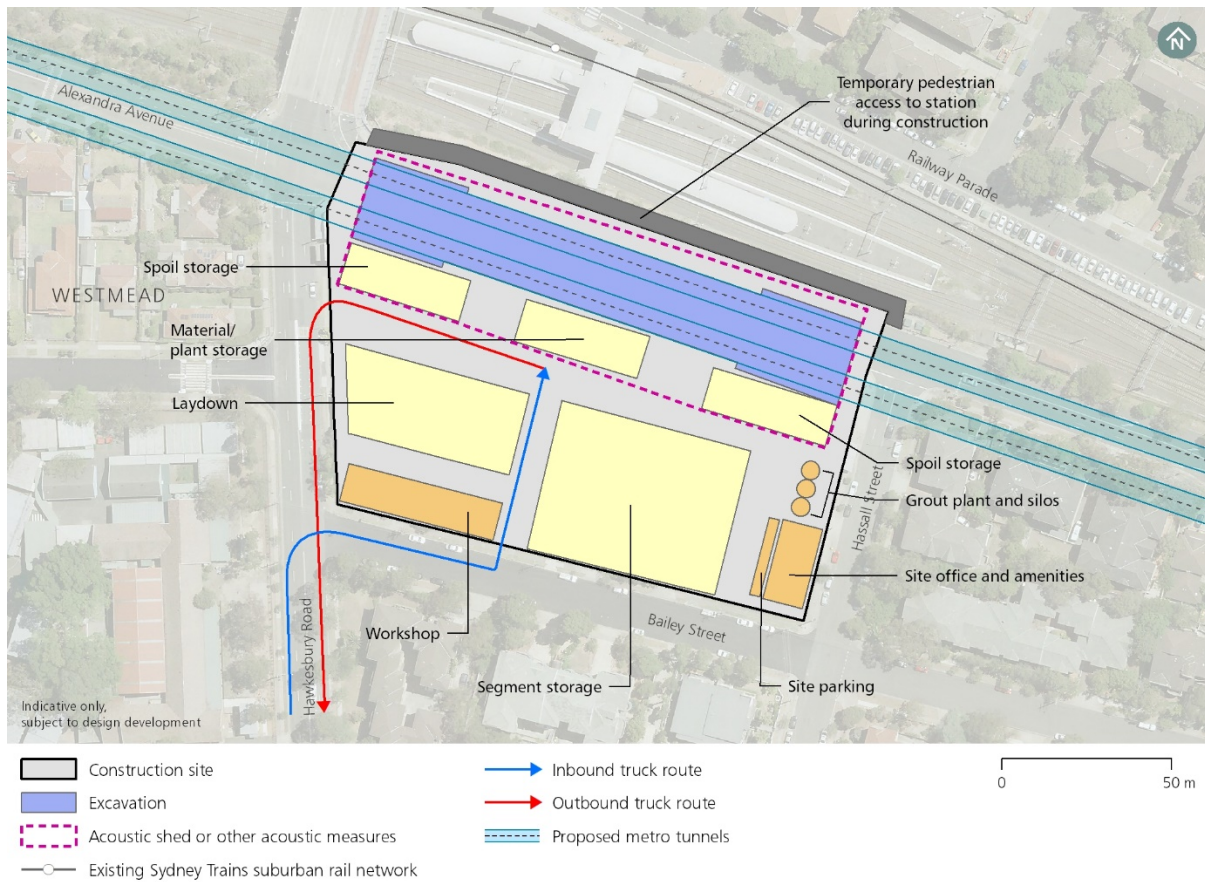 N
Temporary pedestrian
access to station
during construction
Alexandra Avenue
Railway Parade
Spoil storage
WESTMEAD
Material/
plant storage
Laydown
Spoil storage
Grout plant and silos
Hassall Street
Site office and amenities
Hawkesbury Road
Workshop
Bailey Street
Segment storage
Site parking
Indicative only,
subject to design development
Construction site
Excavation
Acoustic shed or other acoustic measures
Existing Sydney Trains suburban rail network
Inbound truck route
Outbound truck route
Proposed metro tunnels
0 50 m